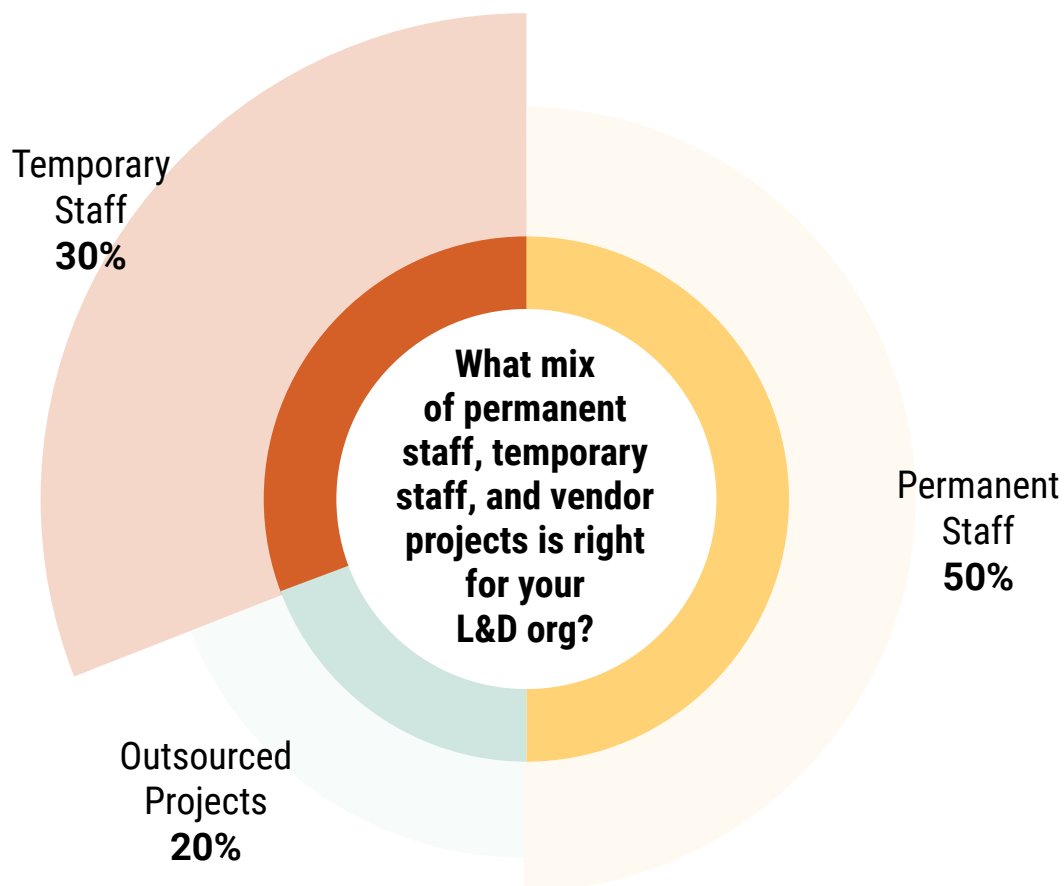 Temporary
Staff
30%
What mix
of permanent
staff, temporary
staff, and vendor
projects is right
for your
L&D org?
Permanent
Staff
50%
Outsourced
Projects
20%